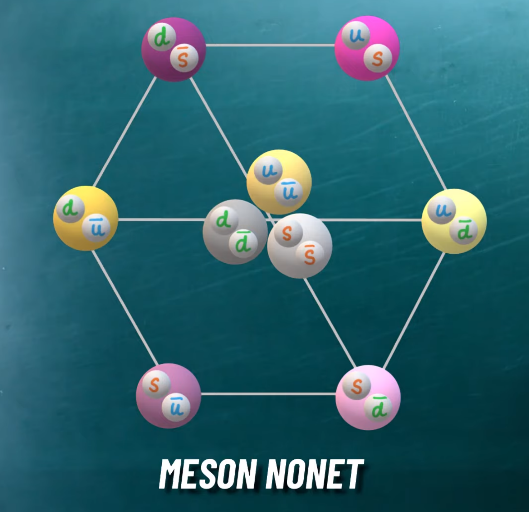 d s̄
u s
u ū
d ū
d d̄
s s̄
u d̄
s ū
s d̄
MESON NONET